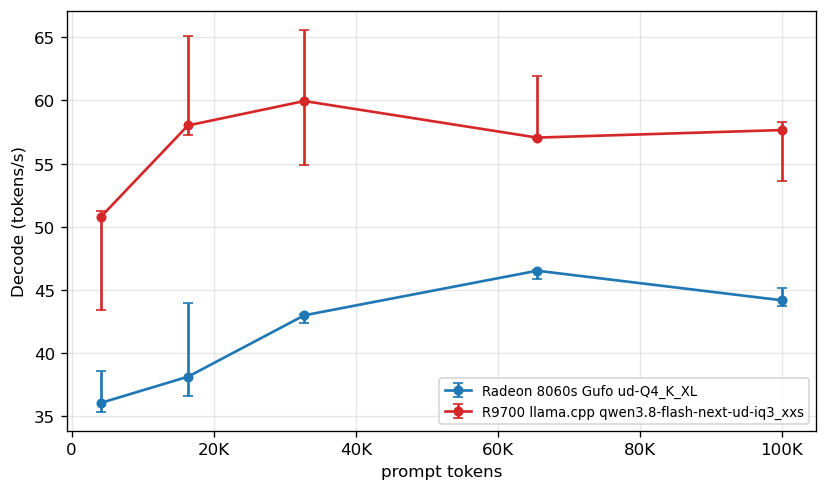 65
60
55
50
45
40
35
Decode (tokens/s)
Radeon 8060s Gufo ud-Q4_K_XL
R9700 llama.cpp qwen3.8-flash-next-ud-iq3_xxs
0 20K 40K 60K 80K 100K
prompt tokens